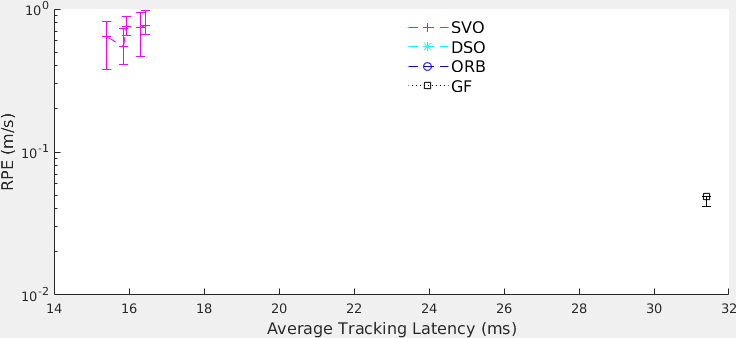 10^0
SVO
DSO
ORB
GF
10^-1
10^-2
RPE (m/s)
14 16 18 20 22 24 26 28 30 32
Average Tracking Latency (ms)